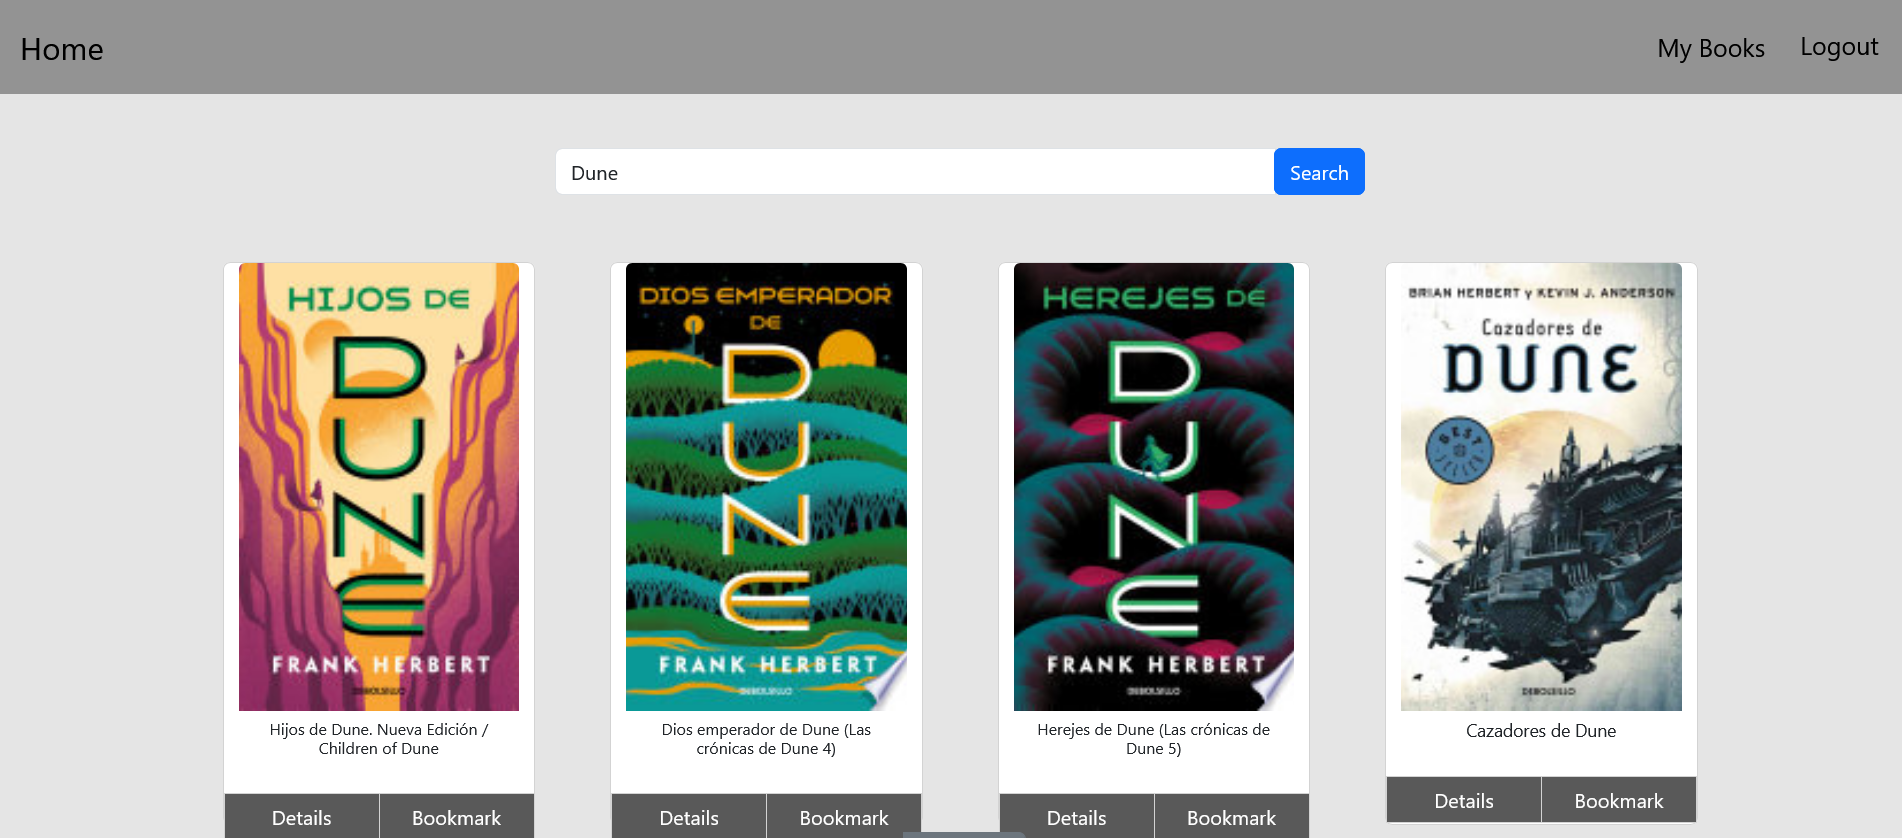 Home
My Books
Logout
Dune
Search
HIJOS DE
DUNE
FRANK HERBERT
DEBOLSILLO
Hijos de Dune. Nueva Edición /
Children of Dune
Details
Bookmark
DIOS EMPERADOR
DE
DUNE
FRANK HERBERT
DEBOLSILLO
Dios emperador de Dune (Las
crónicas de Dune 4)
Details
Bookmark
HEREJES DE
DUNE
FRANK HERBERT
DEBOLSILLO
Herejes de Dune (Las crónicas de
Dune 5)
Details
Bookmark
BRIAN HERBERT y KEVIN J. ANDERSON
Cazadores de
DUNE
BEST
SELLER
DEBOLSILLO
Cazadores de Dune
Details
Bookmark